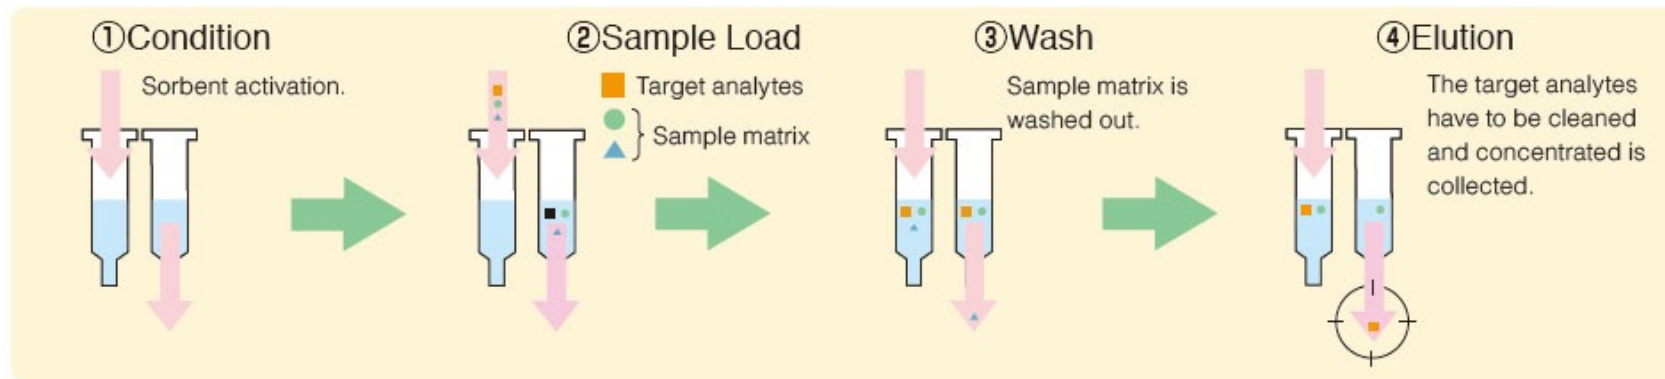 ①Condition
Sorbent activation.
②Sample Load
Target analytes
Sample matrix
③Wash
Sample matrix is
washed out.
④Elution
The target analytes
have to be cleaned
and concentrated is
collected.